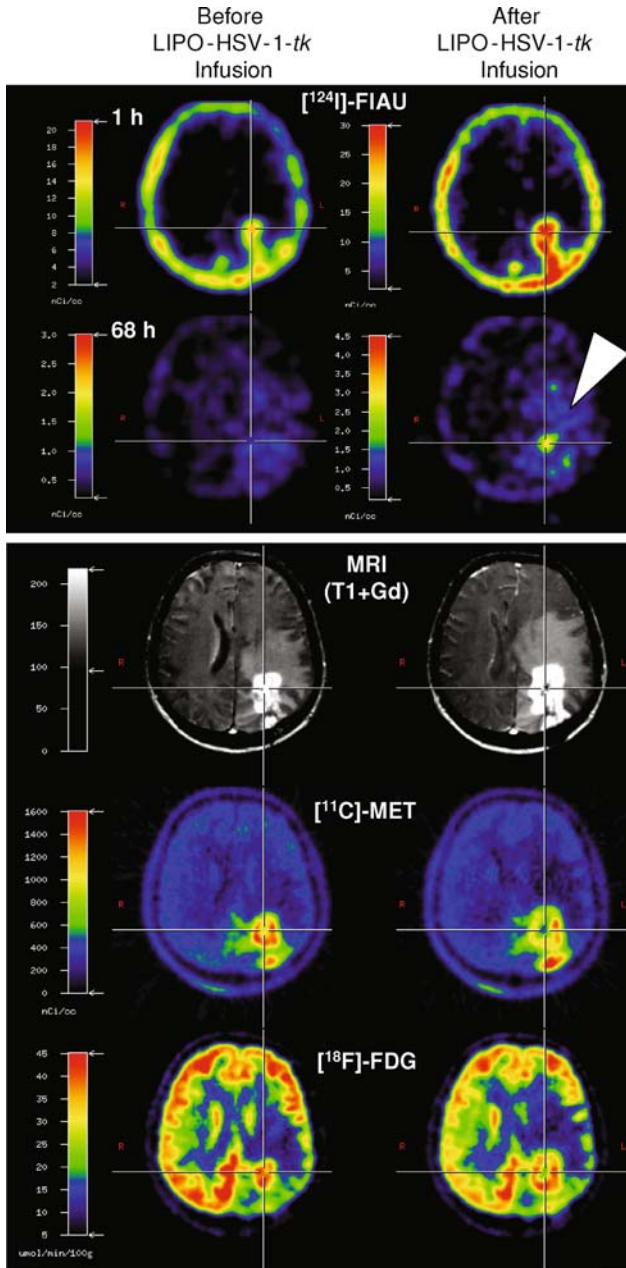 Before
LIPO-HSV-1-tk
Infusion
After
LIPO-HSV-1-tk
Infusion
[¹²⁴I]-FIAU
1 h
20
18
16
14
12
10
8
6
4
2
nCi/cc
R
L
30
25
20
15
10
5
nCi/cc
R
L
68 h
3.0
2.5
2.0
1.5
1.0
0.5
nCi/cc
R
L
4.5
4.0
3.5
3.0
2.5
2.0
1.5
1.0
0.5
nCi/cc
R
MRI
(T1+Gd)
200
150
100
50
0
R
R
L
[¹¹C]-MET
1600
1400
1200
1000
800
600
400
200
0
nCi/cc
R
R
L
[¹⁸F]-FDG
45
40
35
30
25
20
15
10
5
umol/min/100g
R
R
L